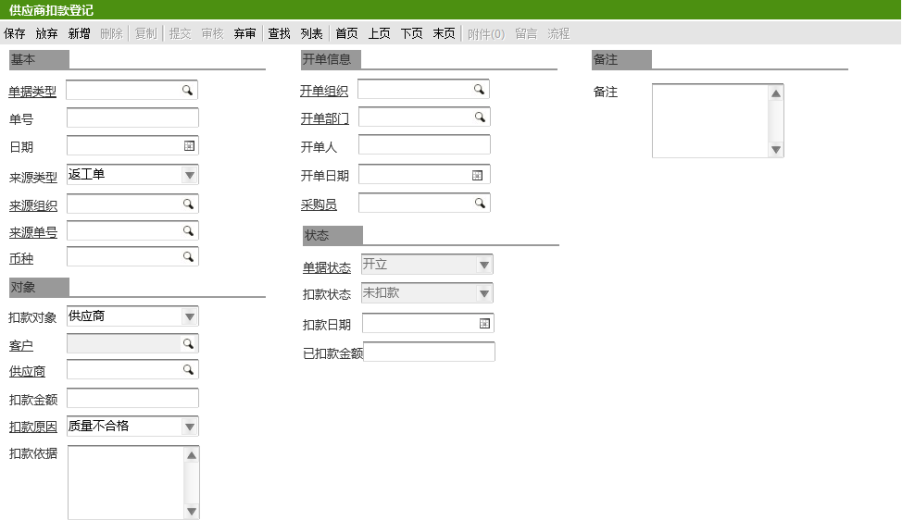 供应商扣款登记
保存 放弃 新增 删除 复制 提交 审核 弃审 查找 列表 首页 上页 下页 末页 附件(0) 留言 流程
基本
单据类型
单号
日期
来源类型 返工单
来源组织
来源单号
币种
对象
扣款对象 供应商
客户
供应商
扣款金额
扣款原因 质量不合格
扣款依据
开单信息
开单组织
开单部门
开单人
开单日期
采购员
状态
单据状态 开立
扣款状态 未扣款
扣款日期
已扣款金额
备注
备注